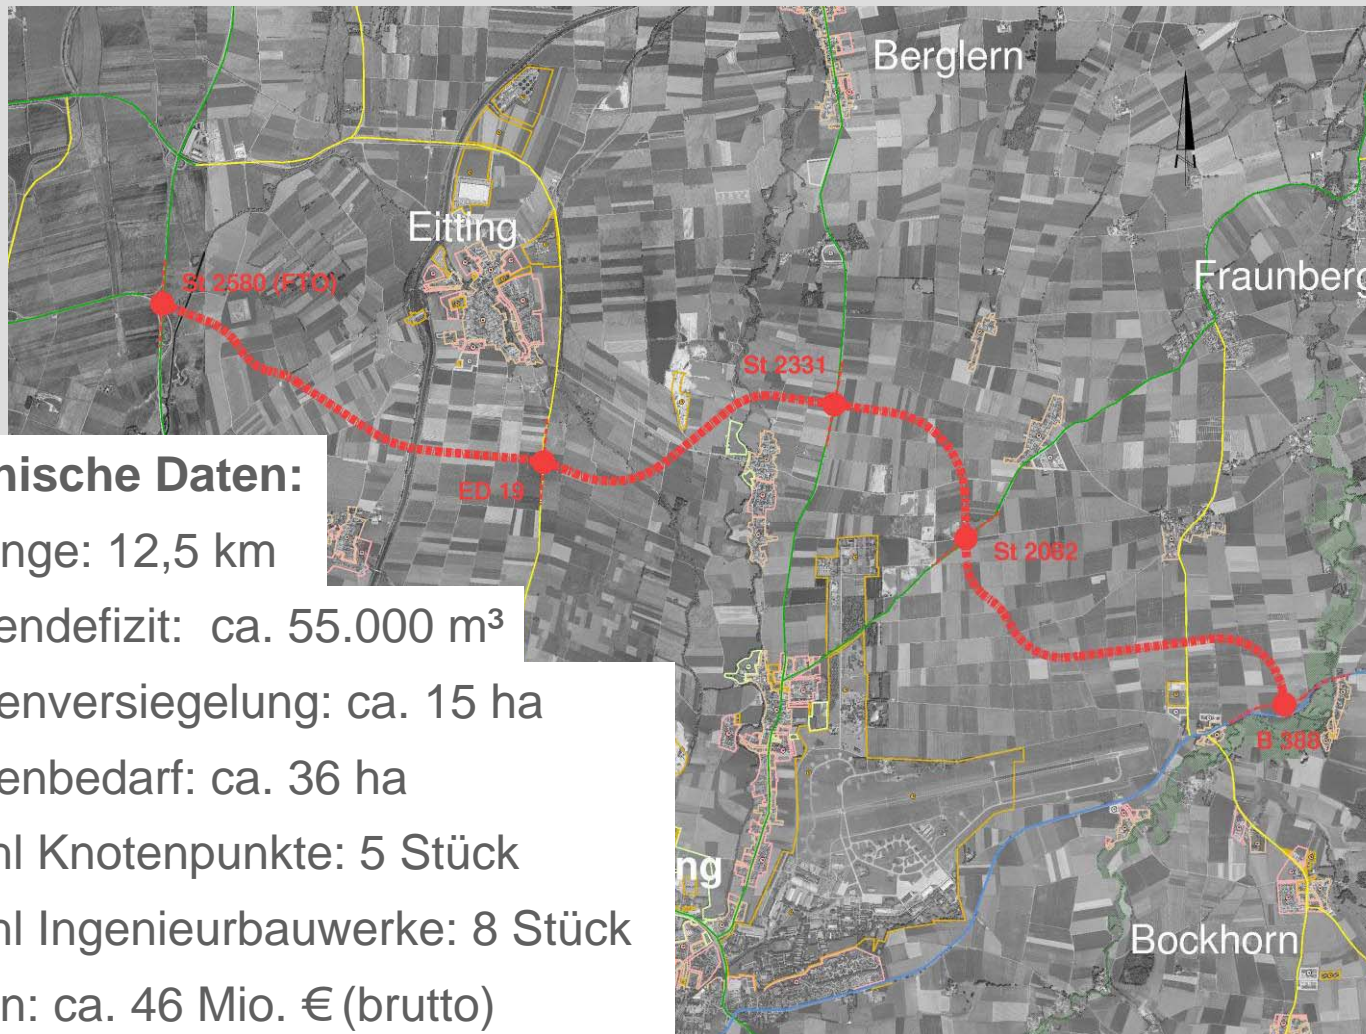 Berglern
Eitting
Fraunberg
St 2580 (FTO)
St 2331
ED 19
St 2082
B 388
nische Daten:
nge: 12,5 km
endefizit: ca. 55.000 m³
enversiegelung: ca. 15 ha
enbedarf: ca. 36 ha
hl Knotenpunkte: 5 Stück
ng
hl Ingenieurbauwerke: 8 Stück
Bockhorn
n: ca. 46 Mio. € (brutto)